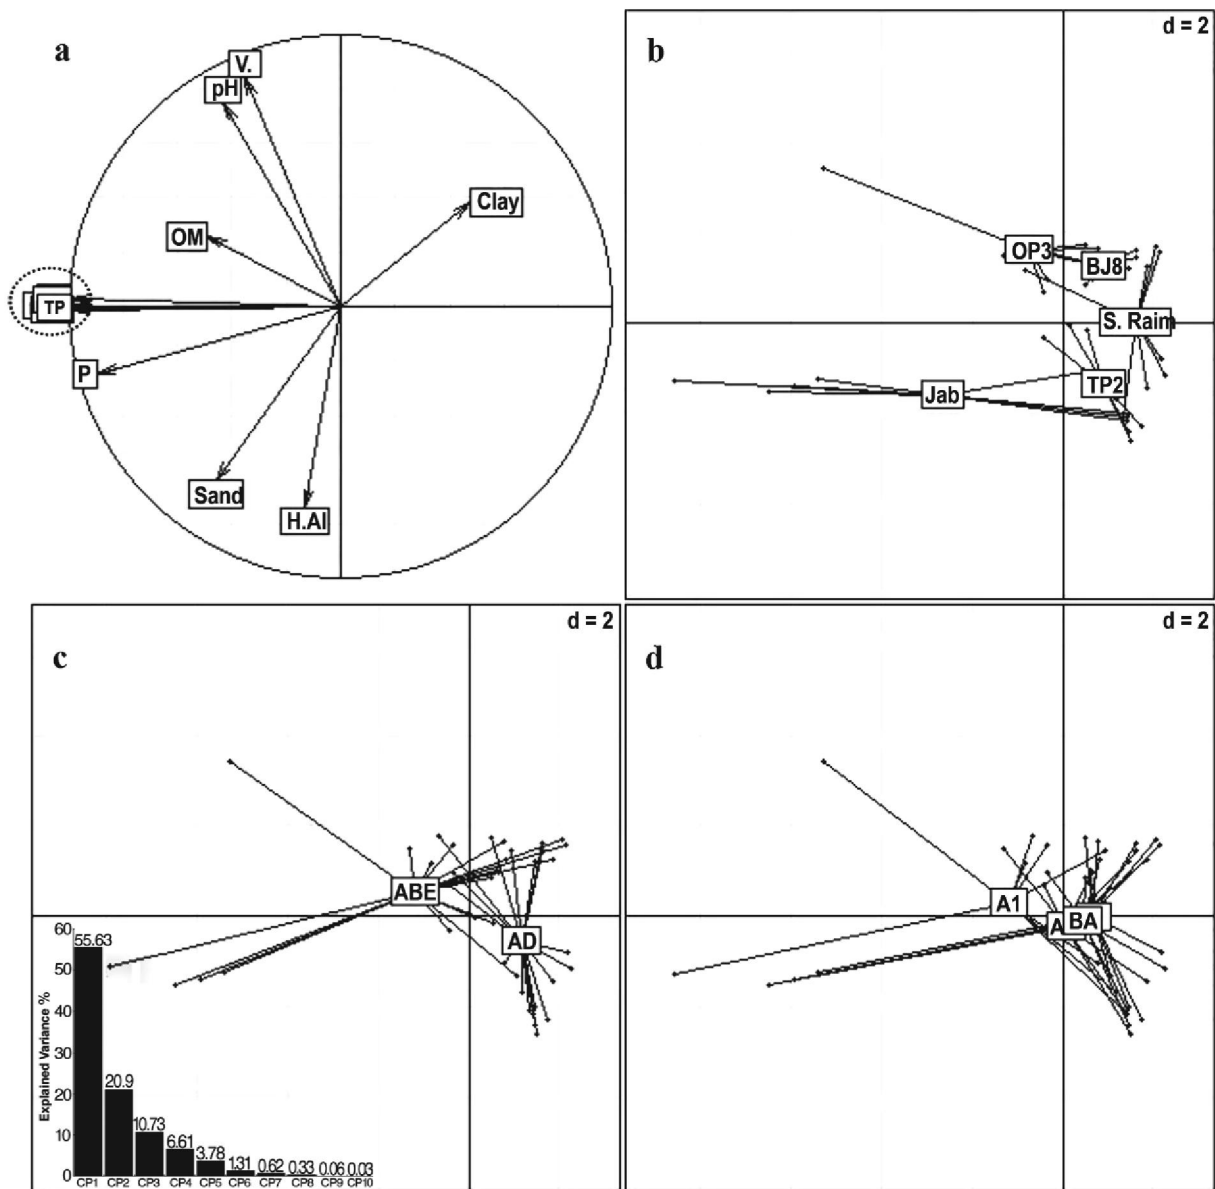 a
V.
pH
Clay
OM
TP
P
Sand
H.Al
b
d = 2
OP3
BJ8
S. Raim
TP2
Jab
c
d = 2
ABE
AD
Explained Variance %
60
50
40
30
20
10
0
55.63
20.9
10.73
6.61
3.78
1.31
0.62
0.33
0.06
0.03
CP1 CP2 CP3 CP4 CP5 CP6 CP7 CP8 CP9 CP10
d
d = 2
A1
A
BA